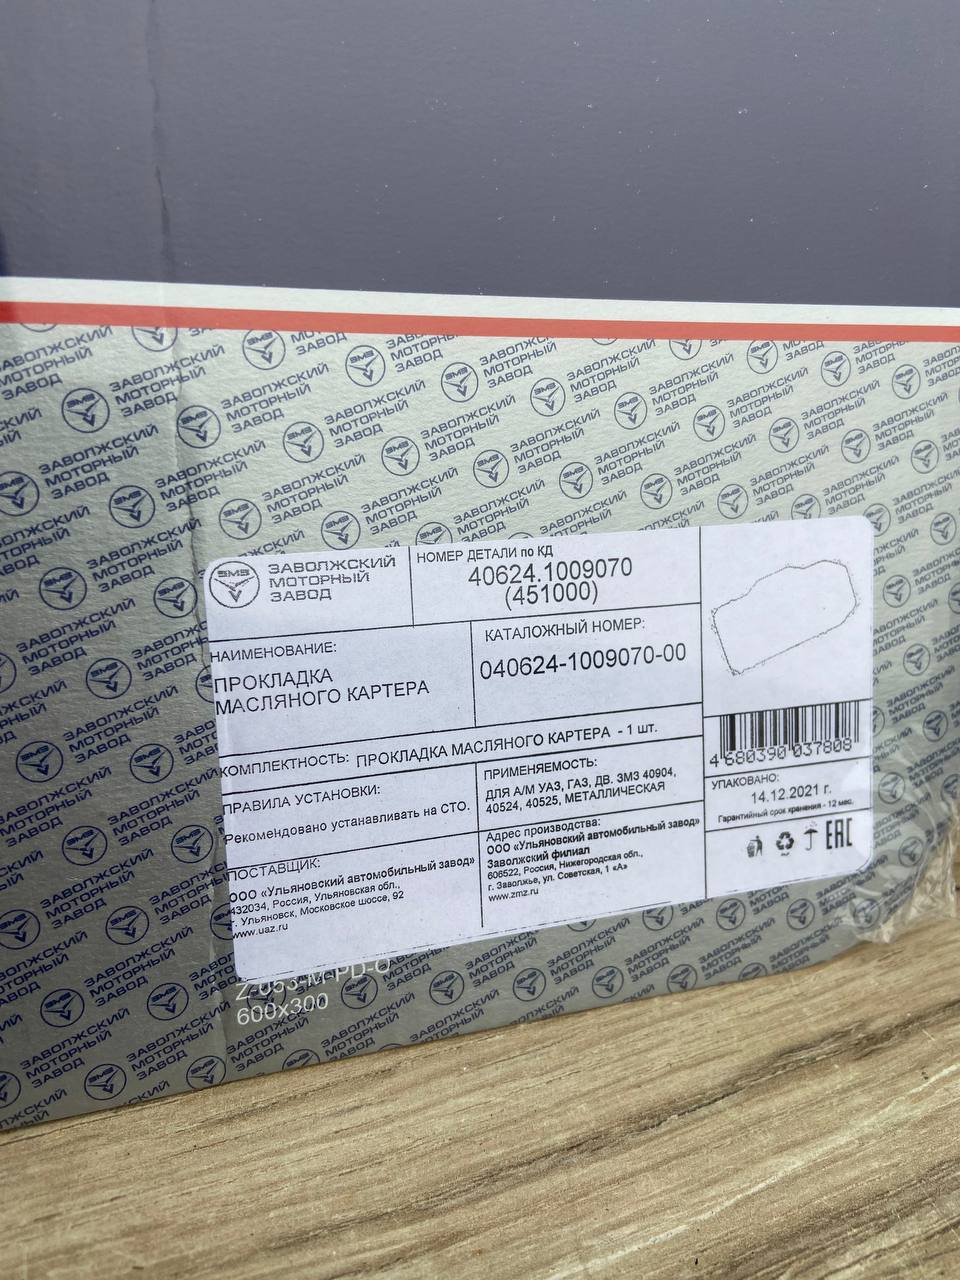 ЗАВОЛЖСКИЙ
МОТОРНЫЙ
ЗАВОД
НОМЕР ДЕТАЛИ по КД
40624.1009070
(451000)
НАИМЕНОВАНИЕ:
ПРОКЛАДКА
МАСЛЯНОГО КАРТЕРА
КАТАЛОЖНЫЙ НОМЕР:
040624-1009070-00
КОМПЛЕКТНОСТЬ: ПРОКЛАДКА МАСЛЯНОГО КАРТЕРА - 1 шт.
ПРАВИЛА УСТАНОВКИ:
Рекомендовано устанавливать на СТО.
ПРИМЕНЯЕМОСТЬ:
ДЛЯ А/М УАЗ, ГАЗ, ДВ. ЗМЗ 40904,
40524, 40525, МЕТАЛЛИЧЕСКАЯ
ПОСТАВЩИК:
ООО «Ульяновский автомобильный завод»
432034, Россия, Ульяновская обл.,
г. Ульяновск, Московское шоссе, 92
www.uaz.ru
Адрес производства:
ООО «Ульяновский автомобильный завод»
Заволжский филиал
606522, Россия, Нижегородская обл.,
г. Заволжье, ул. Советская, 1 «А»
www.zmz.ru
4 680390 037808
УПАКОВАНО:
14.12.2021 г.
Гарантийный срок хранения - 12 мес.
EAC
600x300